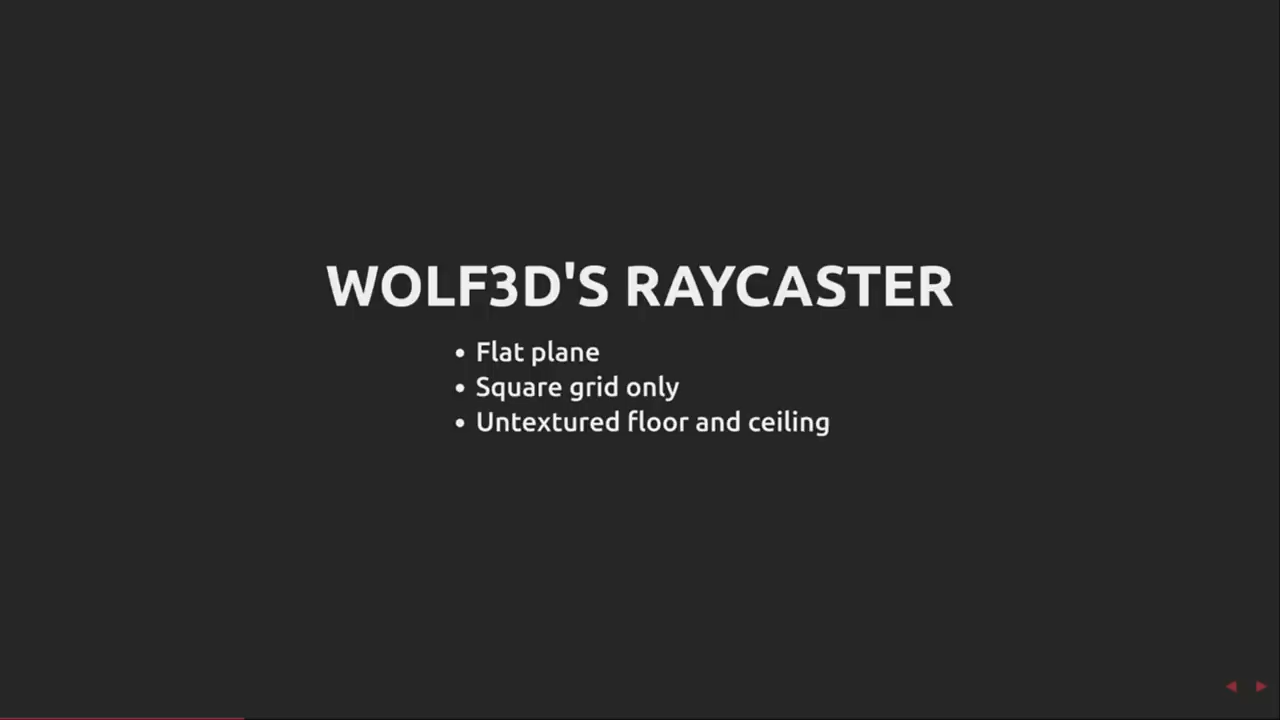 WOLF3D'S RAYCASTER
• Flat plane
• Square grid only
• Untextured floor and ceiling